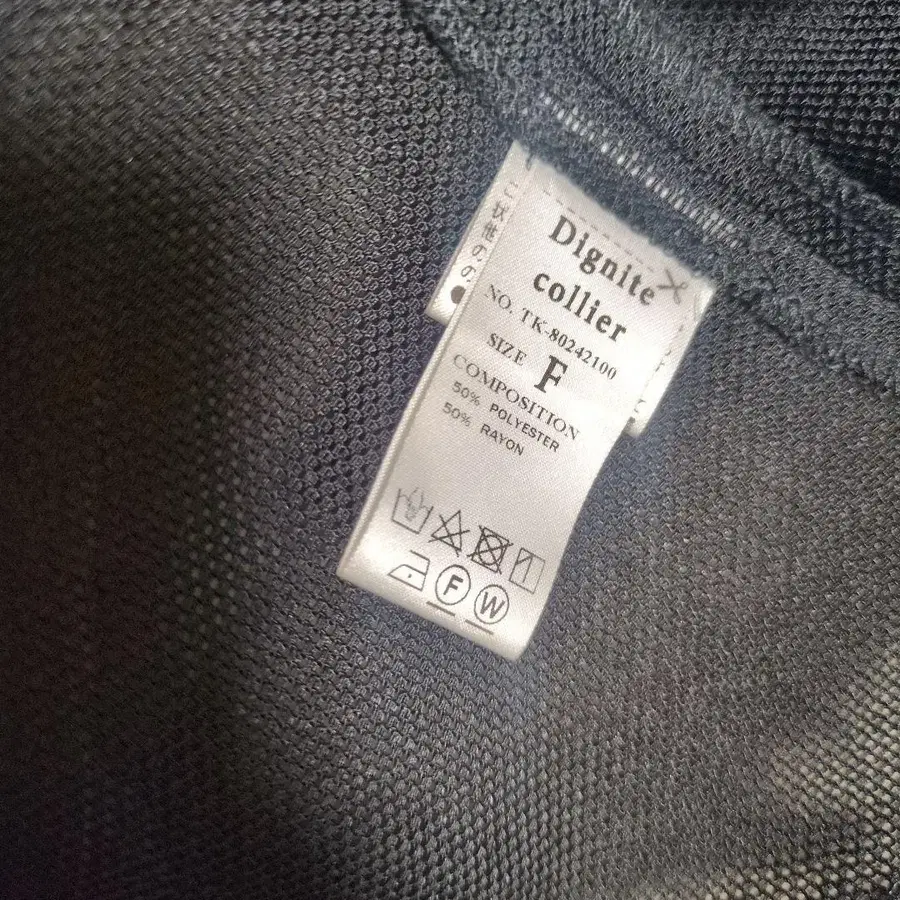 Dignite
collier
NO. TK-80242100
SIZE F
COMPOSITION
50% POLYESTER
50% RAYON
F W